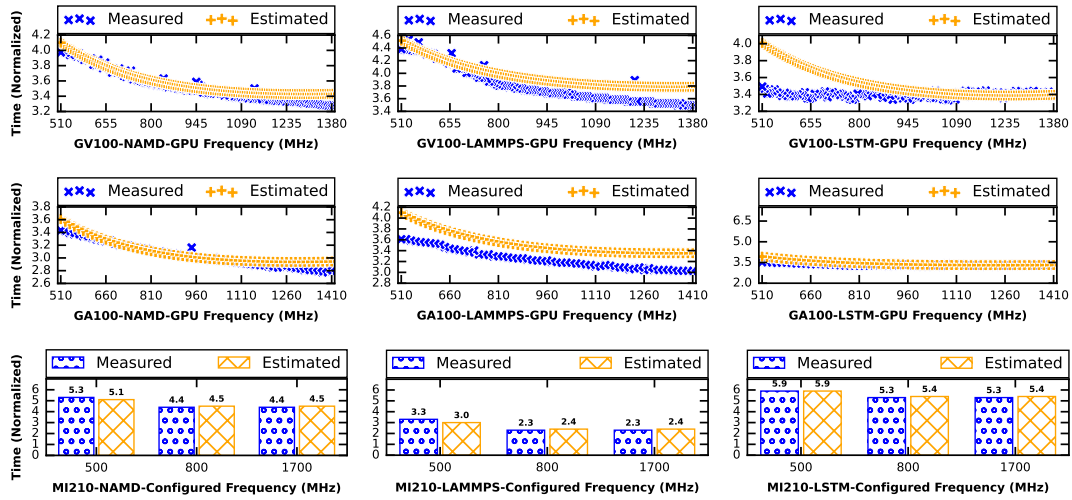 Measured Estimated
Measured Estimated
Measured Estimated
Time (Normalized)
4.2
4.0
3.8
3.6
3.4
3.2
510 655 800 945 1090 1235 1380
GV100-NAMD-GPU Frequency (MHz)
4.6
4.4
4.2
4.0
3.8
3.6
3.4
510 655 800 945 1090 1235 1380
GV100-LAMMPS-GPU Frequency (MHz)
4.0
3.8
3.6
3.4
3.2
510 655 800 945 1090 1235 1380
GV100-LSTM-GPU Frequency (MHz)
Measured Estimated
Measured Estimated
Measured Estimated
Time (Normalized)
3.8
3.6
3.4
3.2
3.0
2.8
2.6
510 660 810 960 1110 1260 1410
GA100-NAMD-GPU Frequency (MHz)
4.2
4.0
3.8
3.6
3.4
3.2
3.0
2.8
510 660 810 960 1110 1260 1410
GA100-LAMMPS-GPU Frequency (MHz)
6.5
5.0
3.5
2.0
510 660 810 960 1110 1260 1410
GA100-LSTM-GPU Frequency (MHz)
Measured Estimated
Measured Estimated
Measured Estimated
Time (Normalized)
6
5
4
3
2
1
0
5.3 5.1 4.4 4.5 4.4 4.5
500 800 1700
MI210-NAMD-Configured Frequency (MHz)
6
5
4
3
2
1
0
3.3 3.0 2.3 2.4 2.3 2.4
500 800 1700
MI210-LAMMPS-Configured Frequency (MHz)
6
5
4
3
2
1
0
5.9 5.9 5.3 5.4 5.3 5.4
500 800 1700
MI210-LSTM-Configured Frequency (MHz)